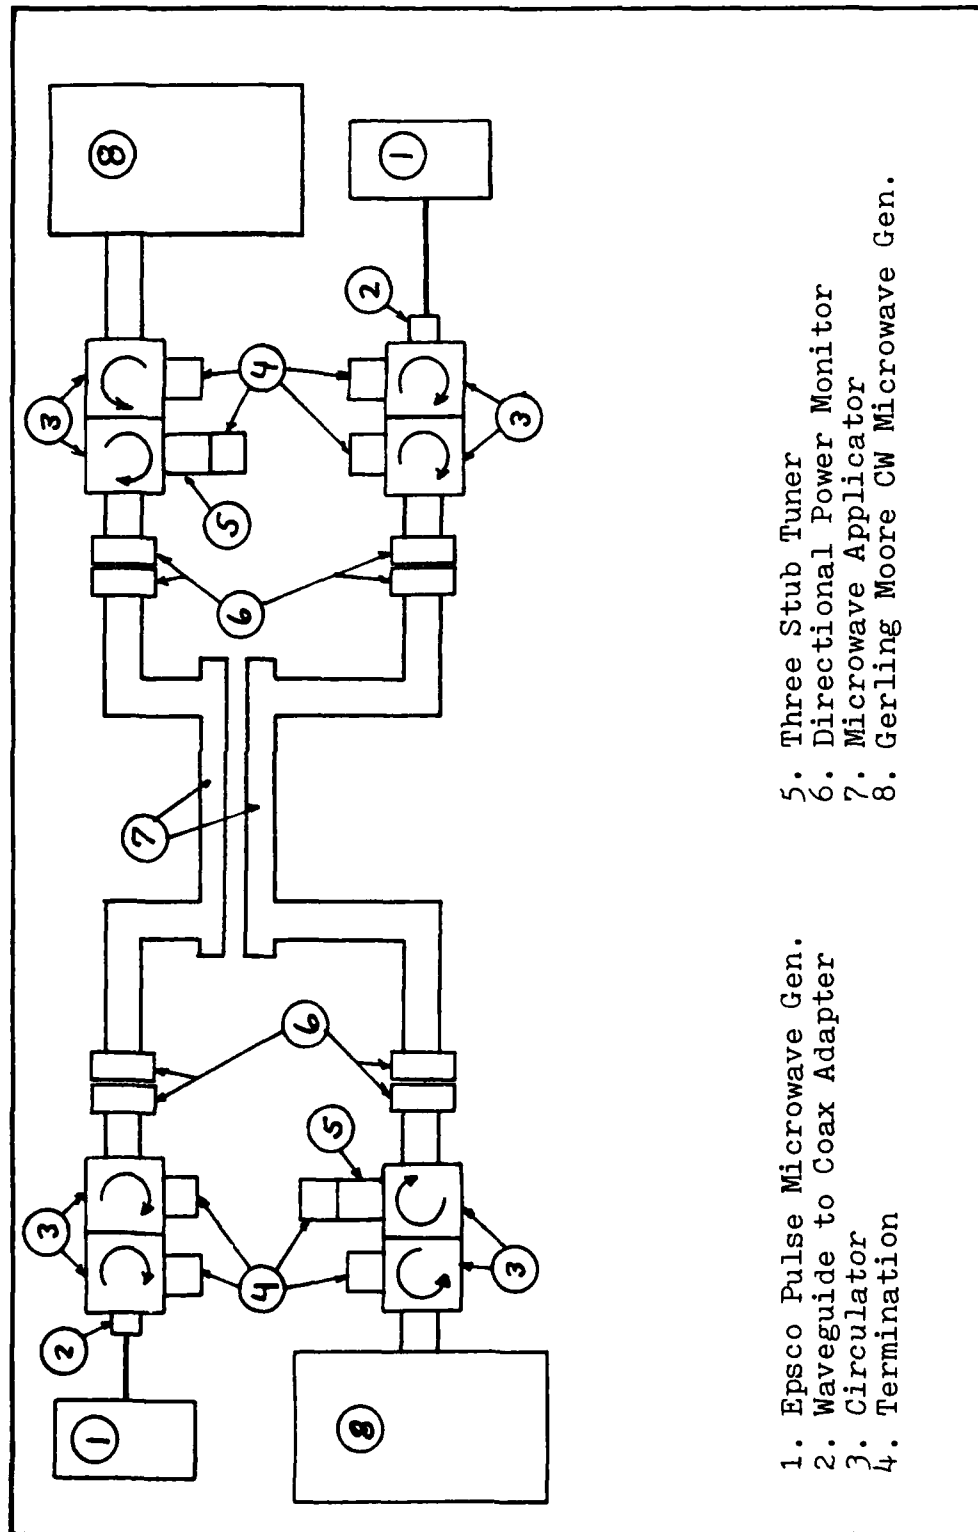 3
3
2
1
8
7
5
6
4
4
6
5
8
2
1
3
3
1. Epsco Pulse Microwave Gen.
2. Waveguide to Coax Adapter
3. Circulator
4. Termination
5. Three Stub Tuner
6. Directional Power Monitor
7. Microwave Applicator
8. Gerling Moore CW Microwave Gen.